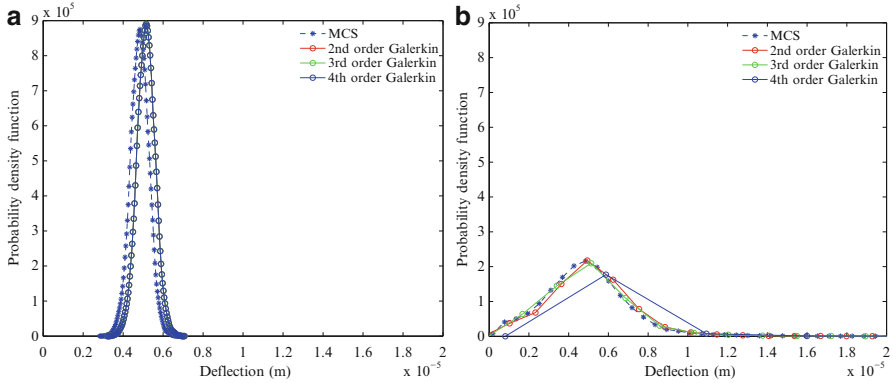 a
x 10^5
9
8
7
6
5
4
3
2
1
0
Probability density function
MCS
2nd order Galerkin
3rd order Galerkin
4th order Galerkin
0 0.2 0.4 0.6 0.8 1 1.2 1.4 1.6 1.8 2
Deflection (m)
x 10^-5
b
x 10^5
9
8
7
6
5
4
3
2
1
0
Probability density function
MCS
2nd order Galerkin
3rd order Galerkin
4th order Galerkin
0 0.2 0.4 0.6 0.8 1 1.2 1.4 1.6 1.8 2
Deflection (m)
x 10^-5